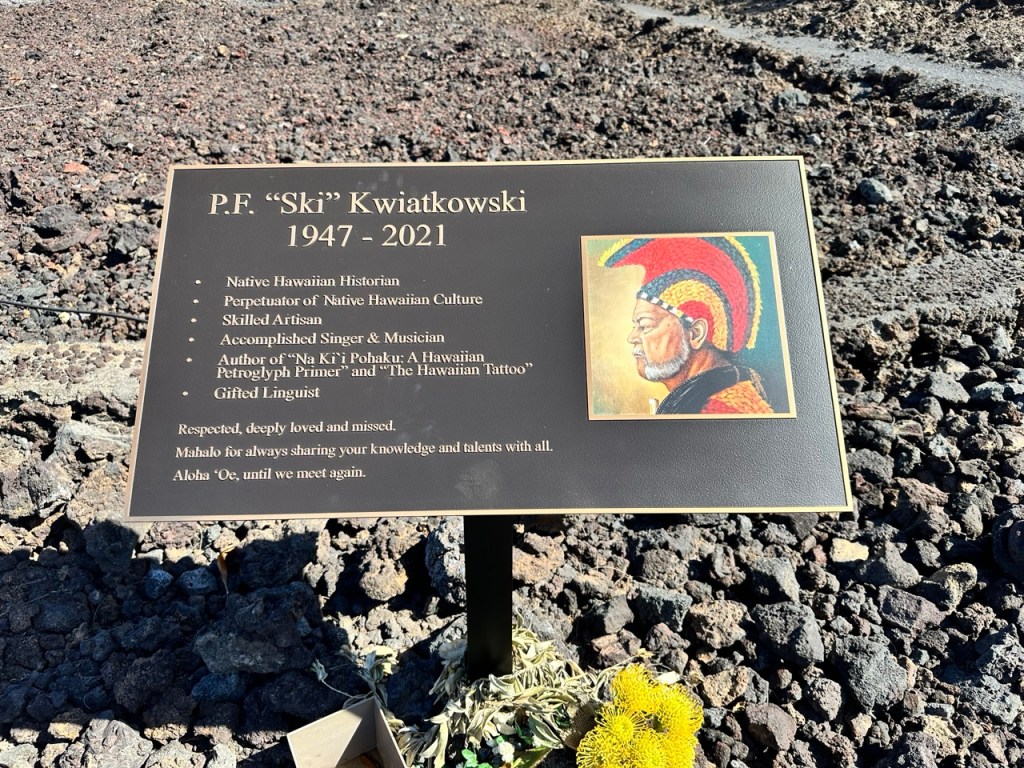 P.F. “Ski” Kwiatkowski
1947 - 2021
• Native Hawaiian Historian
• Perpetuator of Native Hawaiian Culture
• Skilled Artisan
• Accomplished Singer & Musician
• Author of “Na Ki`i Pohaku: A Hawaiian
Petroglyph Primer” and “The Hawaiian Tattoo”
• Gifted Linguist
Respected, deeply loved and missed.
Mahalo for always sharing your knowledge and talents with all.
Aloha ‘Oe, until we meet again.